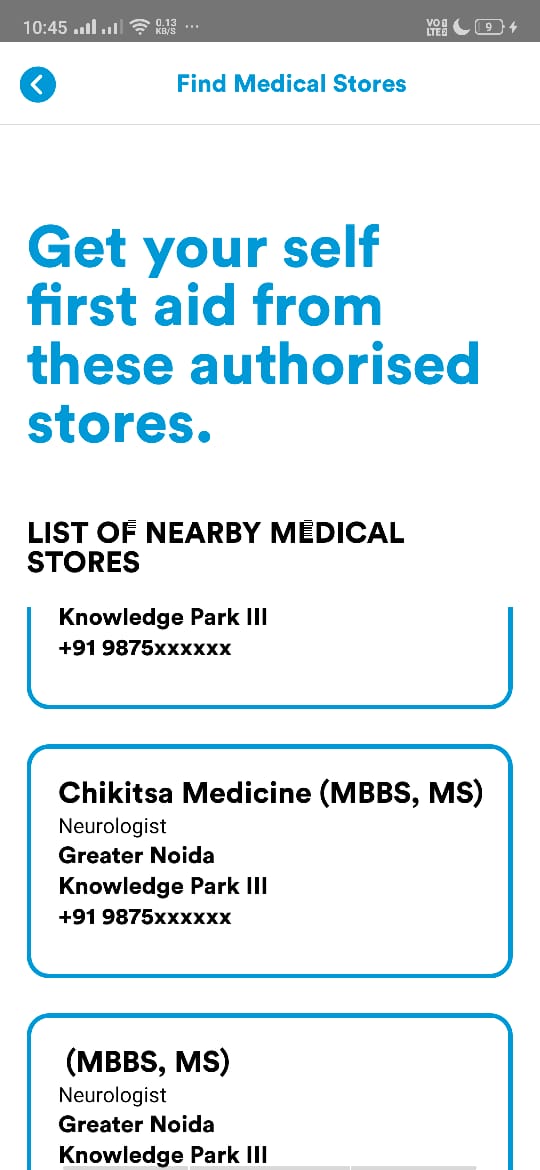 10:45 0.13 KB/S ... VO LTE 9
Find Medical Stores
Get your self
first aid from
these authorised
stores.
LIST OF NEARBY MEDICAL
STORES
Knowledge Park III
+91 9875xxxxxx
Chikitsa Medicine (MBBS, MS)
Neurologist
Greater Noida
Knowledge Park III
+91 9875xxxxxx
(MBBS, MS)
Neurologist
Greater Noida
Knowledge Park III